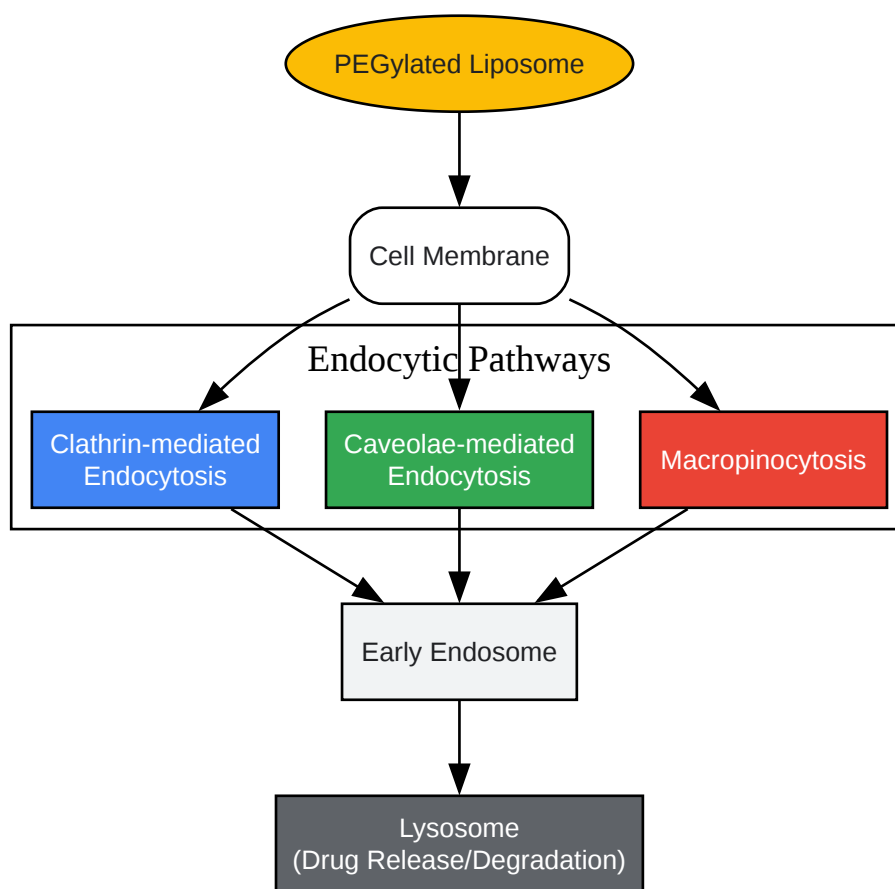 PEGylated Liposome
Cell Membrane
Endocytic Pathways
Clathrin-mediated
Endocytosis
Caveolae-mediated
Endocytosis
Macropinocytosis
Early Endosome
Lysosome
(Drug Release/Degradation)